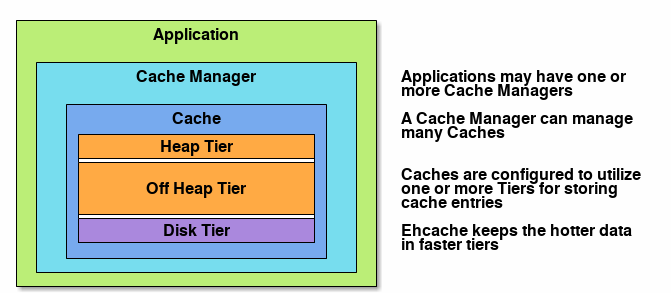 Application
Cache Manager
Cache
Heap Tier
Off Heap Tier
Disk Tier
Applications may have one or
more Cache Managers
A Cache Manager can manage
many Caches
Caches are configured to utilize
one or more Tiers for storing
cache entries
Ehcache keeps the hotter data
in faster tiers